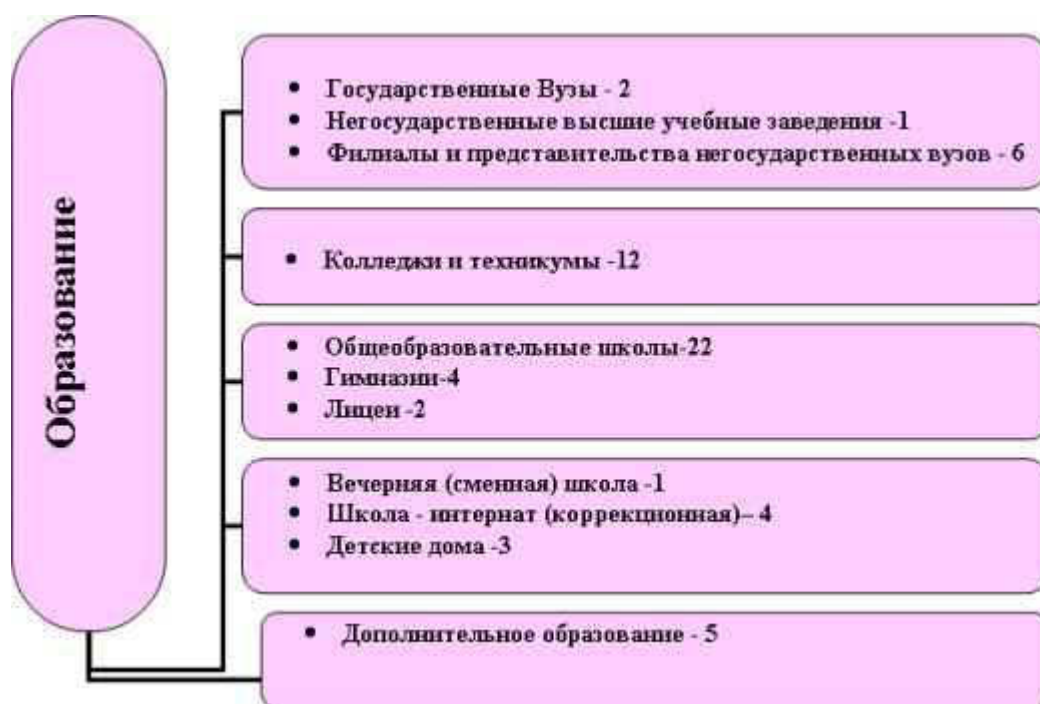 Образование
• Государственные Вузы - 2
• Негосударственные высшие учебные заведения -1
• Филиалы и представительства негосударственных вузов - 6
• Колледжи и техникумы -12
• Общеобразовательные школы-22
• Гимназии-4
• Лицеи -2
• Вечерняя (сменная) школа -1
• Школа - интернат (коррекционная)– 4
• Детские дома -3
• Дополнительное образование - 5